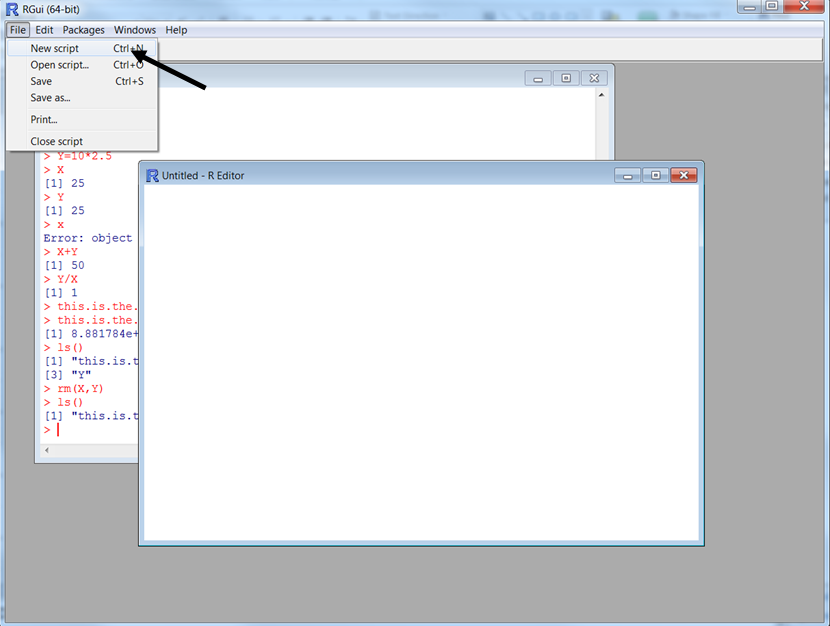 RGui (64-bit)
File Edit Packages Windows Help
New script Ctrl+N
Open script... Ctrl+O
Save Ctrl+S
Save as...
Print...
Close script
> Y=10*2.5
> X
[1] 25
> Y
[1] 25
> x
Error: object
> X+Y
[1] 50
> Y/X
[1] 1
> this.is.the.
> this.is.the.
[1] 8.881784e+
> ls()
[1] "this.is.t
[3] "Y"
> rm(X,Y)
> ls()
[1] "this.is.t
>
Untitled - R Editor